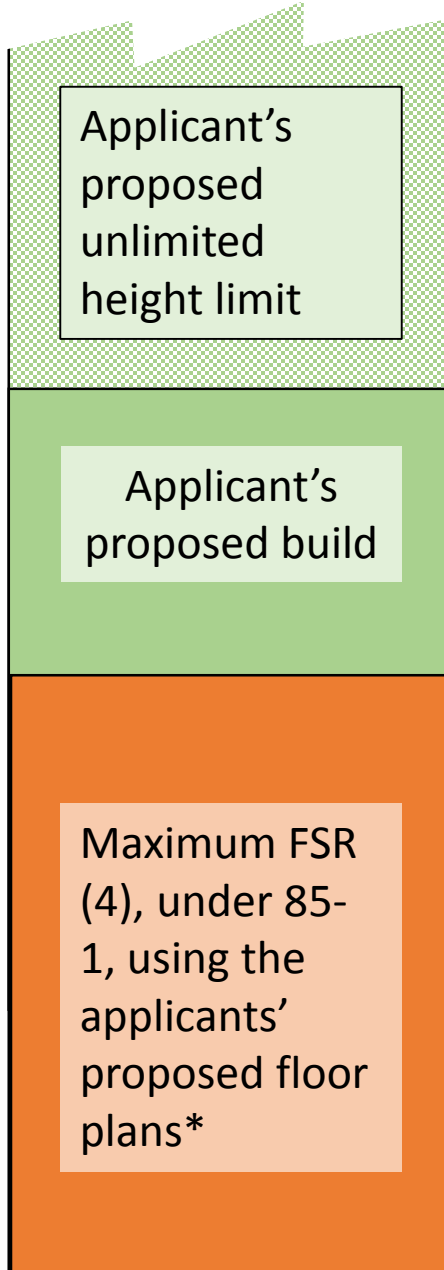 Applicant’s
proposed
unlimited
height limit
Applicant’s
proposed build
Maximum FSR
(4), under 85-
1, using the
applicants’
proposed floor
plans*